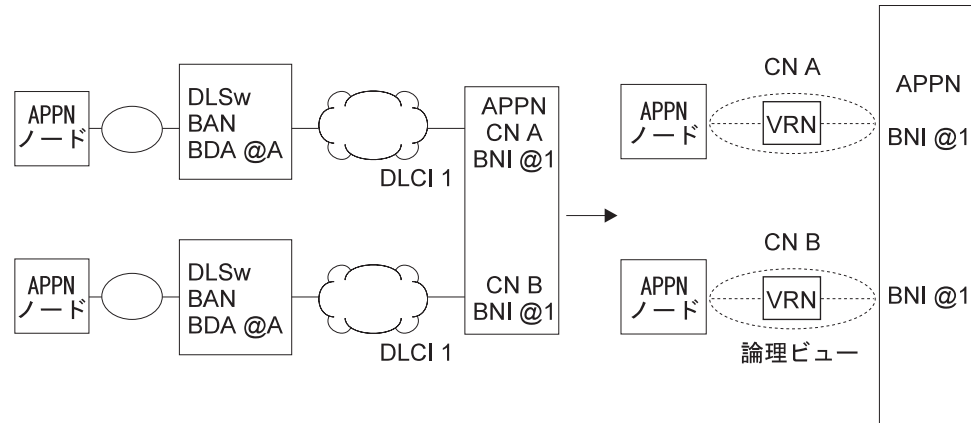 APPN
ノード
DLSw
BAN
BDA @A
DLCI 1
APPN
CN A
BNI @1
APPN
ノード
DLSw
BAN
BDA @A
DLCI 1
CN B
BNI @1
CN A
APPN
ノード
VRN
APPN
BNI @1
CN B
APPN
ノード
VRN
BNI @1
論理ビュー